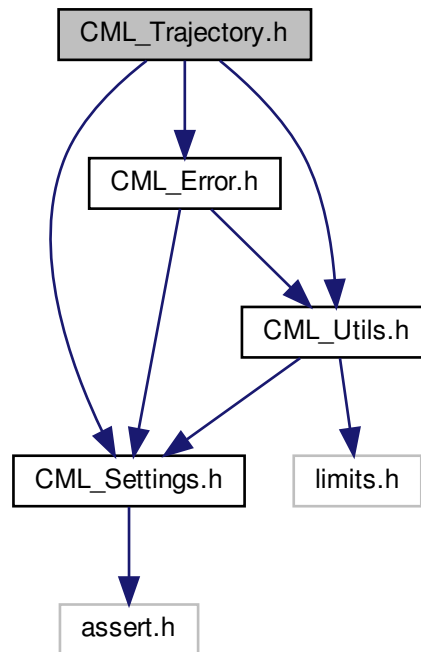 CML_Trajectory.h
CML_Error.h
CML_Utils.h
CML_Settings.h
limits.h
assert.h